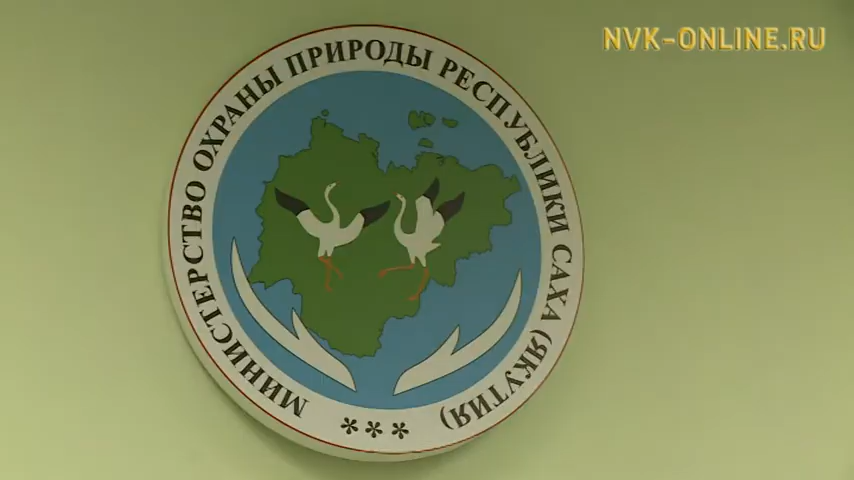 NVK-ONLINE.RU
МИНИСТЕРСТВО ОХРАНЫ ПРИРОДЫ РЕСПУБЛИКИ САХА (ЯКУТИЯ)
***